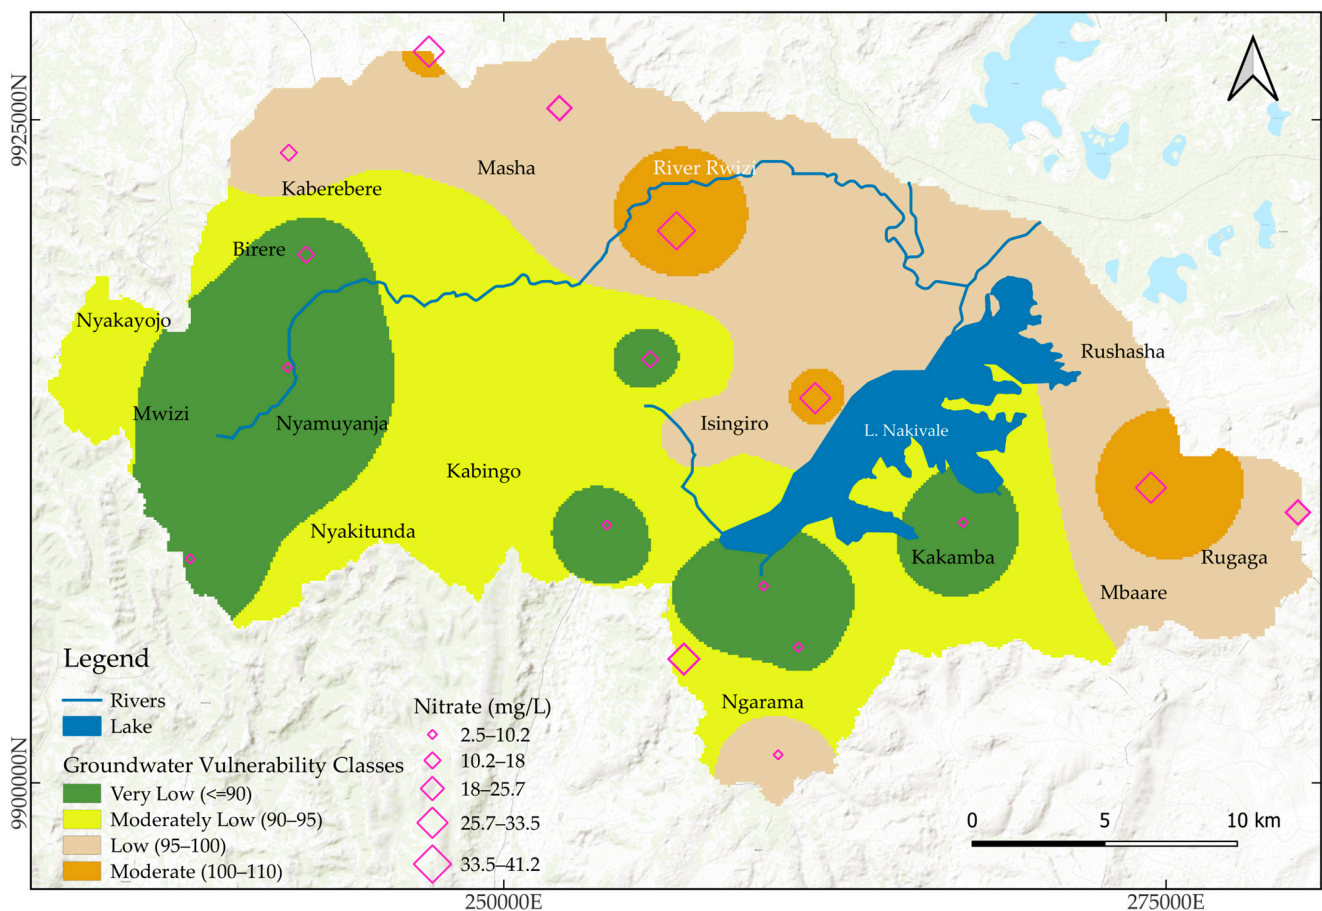 9925000N
Masha
River Rwizi
Kaberebere
Birere
Nyakayojo
Rushasha
Mwizi
Nyamuyanja
Isingiro
L. Nakivale
Kabingo
Nyakitunda
Kakamba
Rugaga
Mbaare
Ngarama
Legend
Rivers
Lake
Groundwater Vulnerability Classes
Very Low (<=90)
Moderately Low (90–95)
Low (95–100)
Moderate (100–110)
Nitrate (mg/L)
2.5–10.2
10.2–18
18–25.7
25.7–33.5
33.5–41.2
9900000N
0 5 10 km
250000E
275000E